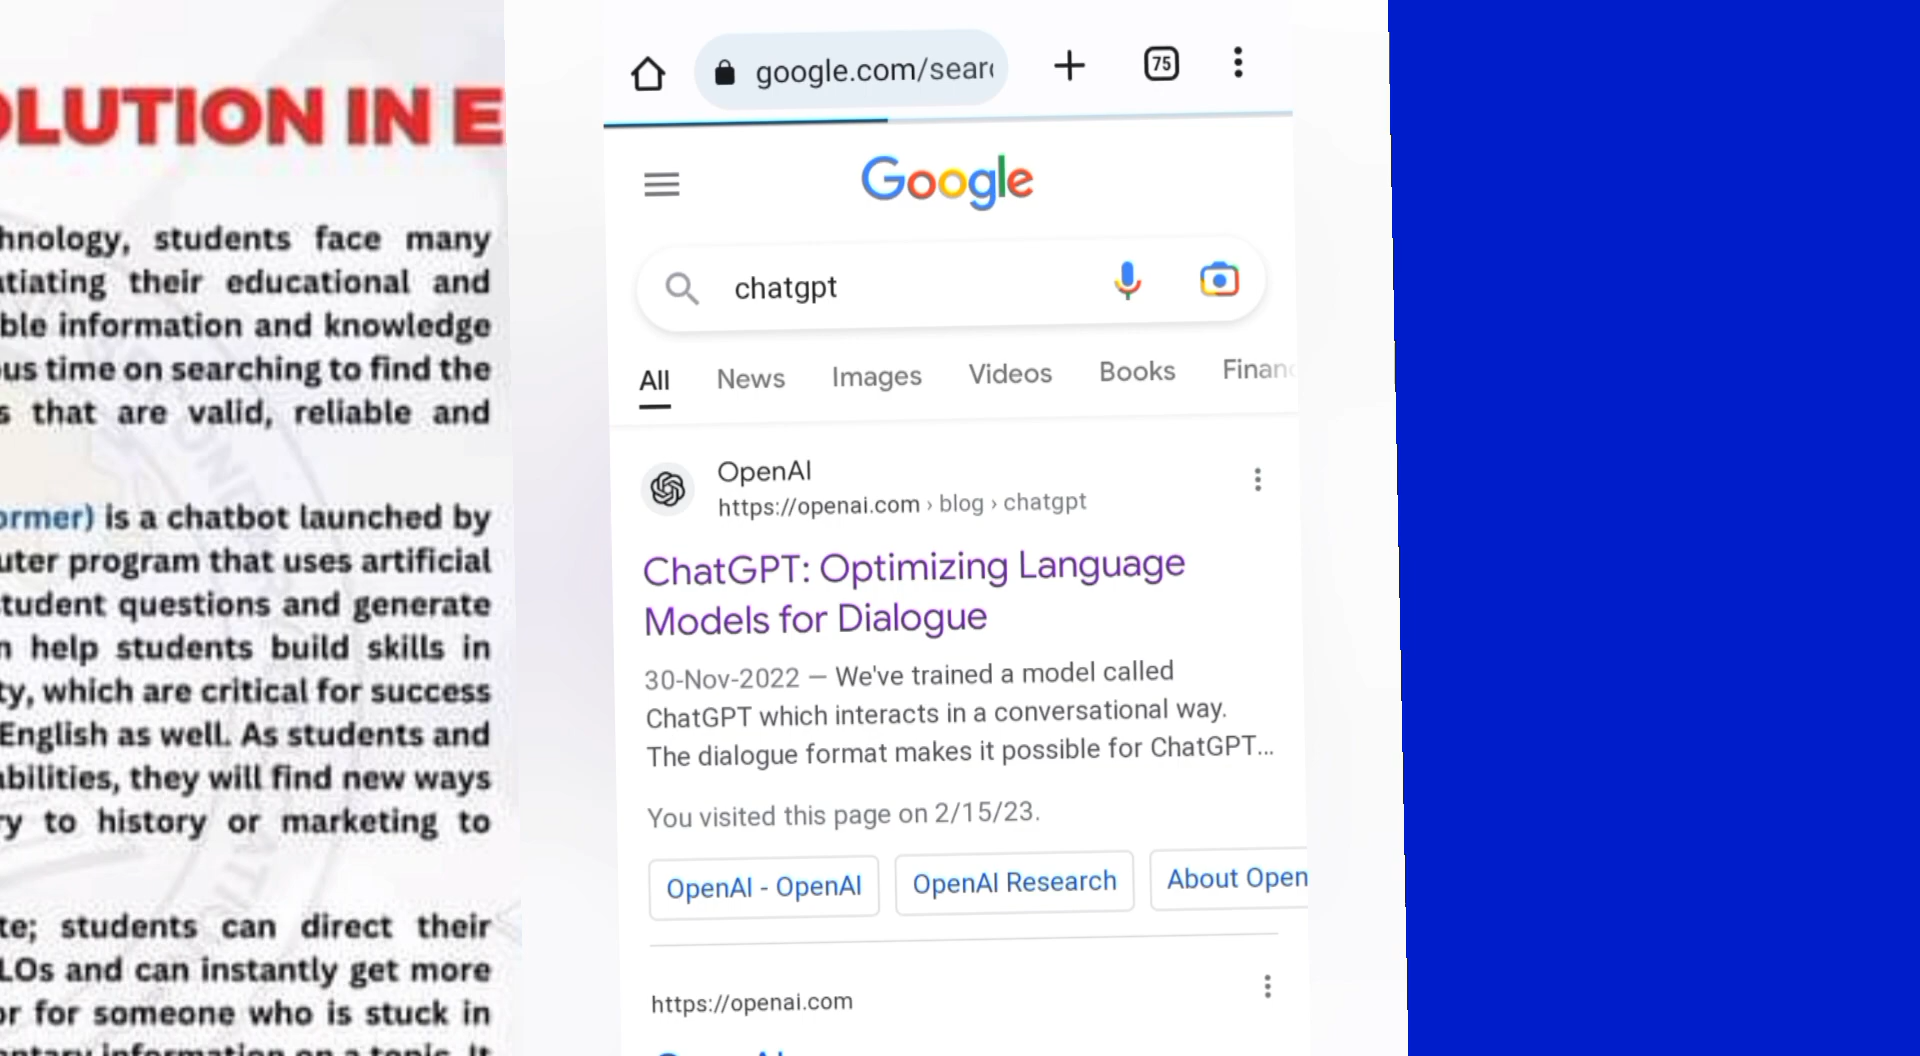 OLUTION IN E
hnology, students face many
tiating their educational and
ble information and knowledge
us time on searching to find the
s that are valid, reliable and
ormer) is a chatbot launched by
uter program that uses artificial
tudent questions and generate
n help students build skills in
ty, which are critical for success
English as well. As students and
abilities, they will find new ways
ry to history or marketing to
te; students can direct their
LOs and can instantly get more
or for someone who is stuck in
entary information on a topic. It
google.com/sear
75
Google
chatgpt
All News Images Videos Books Finan
OpenAI
https://openai.com › blog › chatgpt
ChatGPT: Optimizing Language
Models for Dialogue
30-Nov-2022 — We've trained a model called
ChatGPT which interacts in a conversational way.
The dialogue format makes it possible for ChatGPT...
You visited this page on 2/15/23.
OpenAI - OpenAI OpenAI Research About Open
https://openai.com